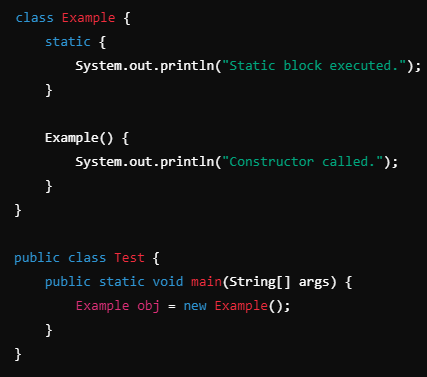 class Example {
    static {
        System.out.println("Static block executed.");
    }

    Example() {
        System.out.println("Constructor called.");
    }
}

public class Test {
    public static void main(String[] args) {
        Example obj = new Example();
    }
}